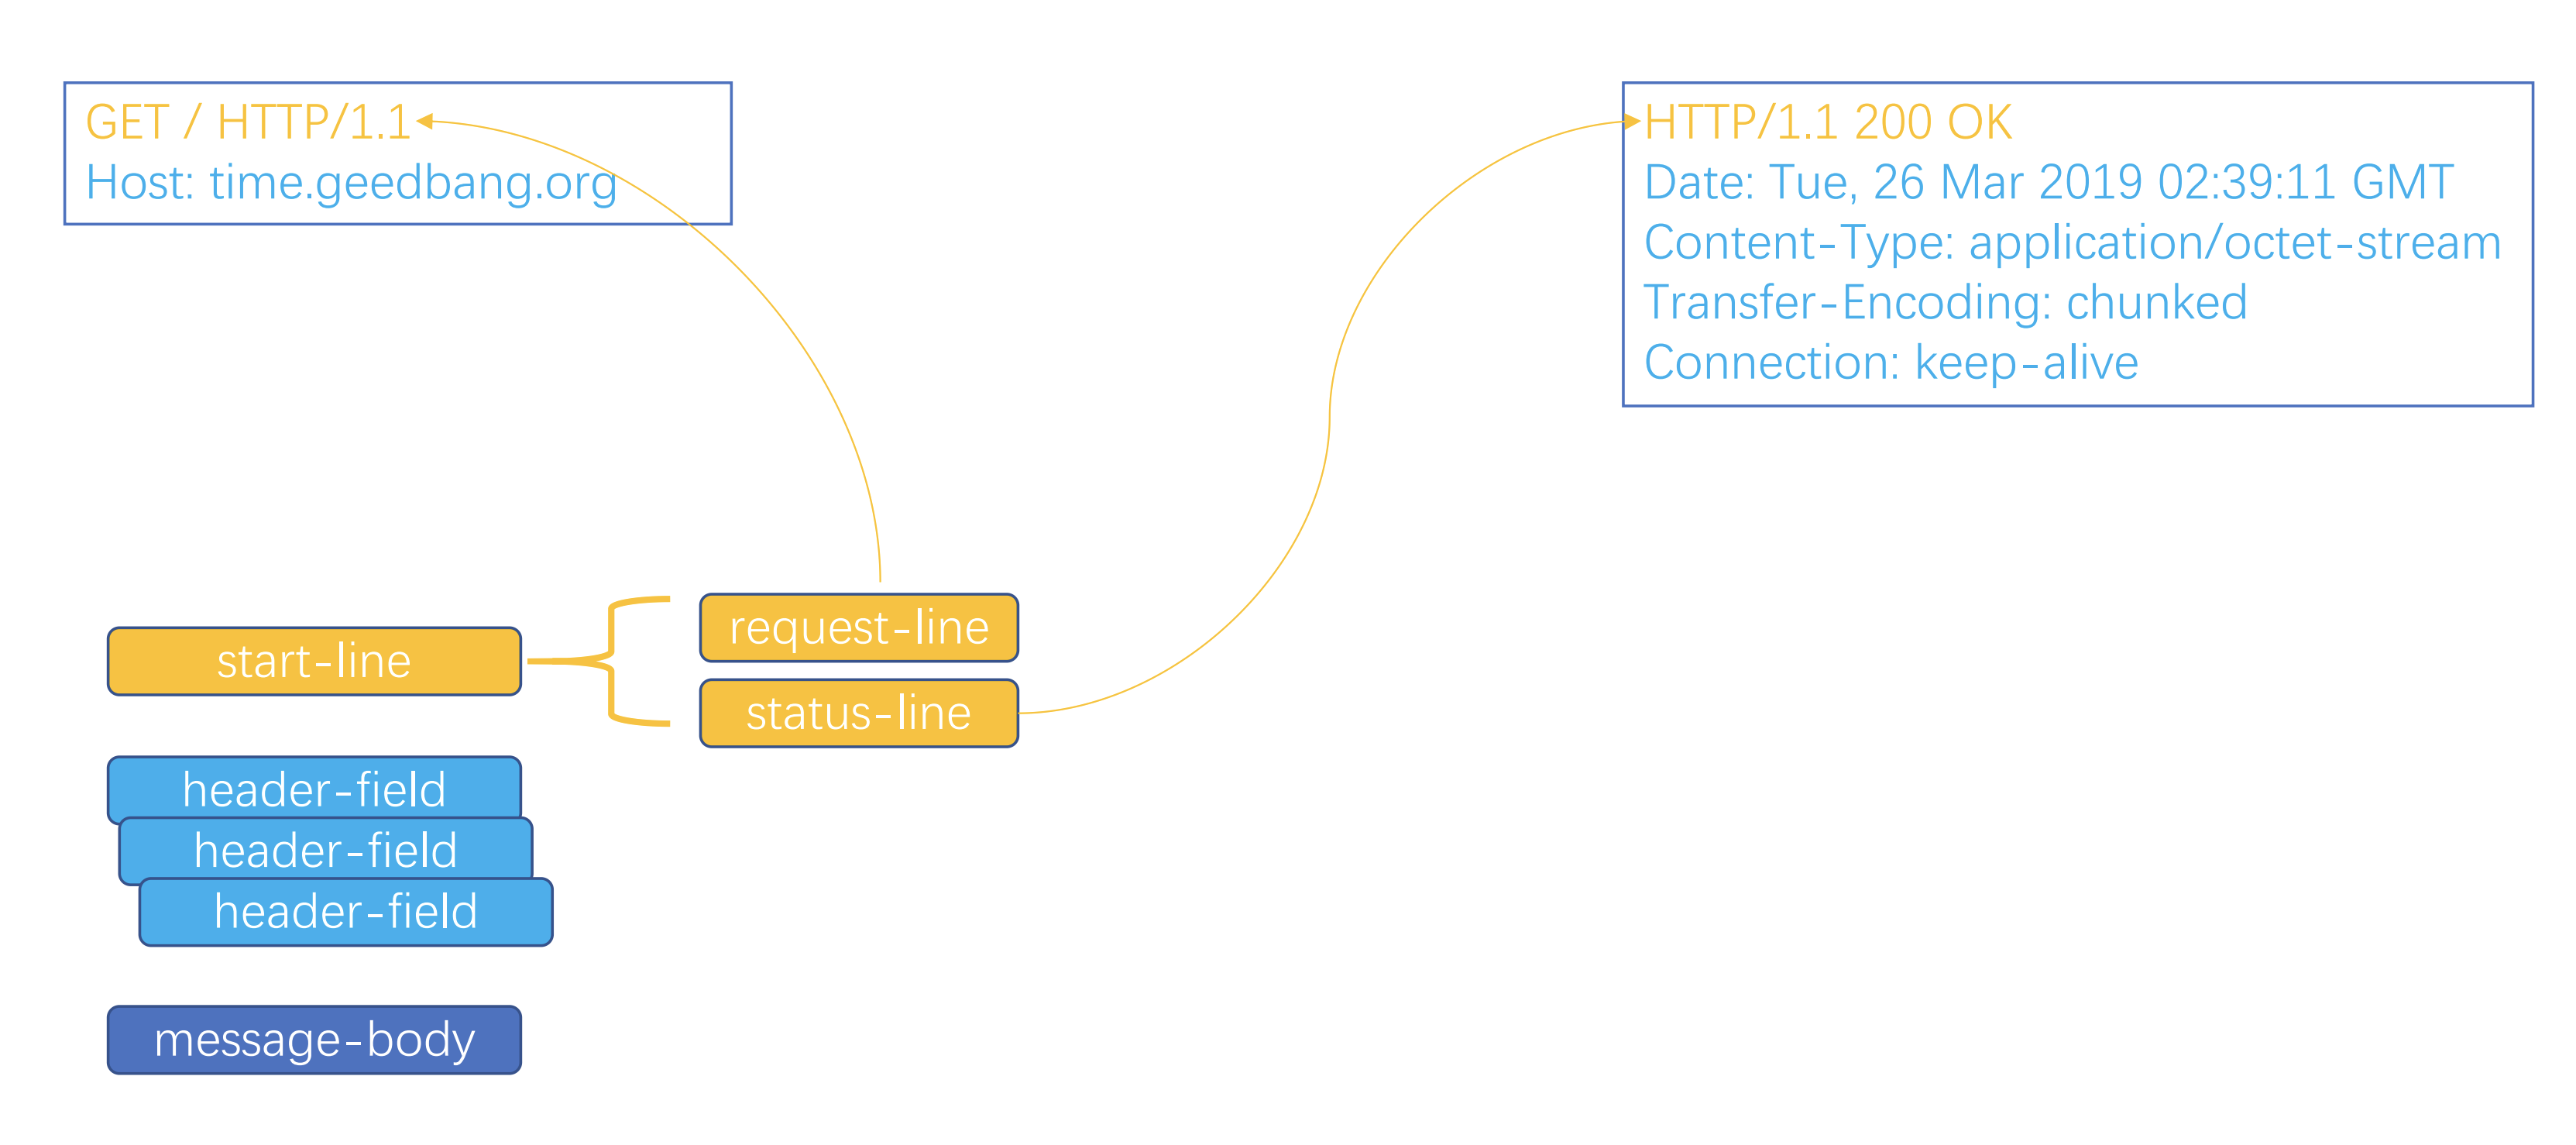 GET / HTTP/1.1
Host: time.geedbang.org
HTTP/1.1 200 OK
Date: Tue, 26 Mar 2019 02:39:11 GMT
Content-Type: application/octet-stream
Transfer-Encoding: chunked
Connection: keep-alive
start-line
request-line
status-line
header-field
header-field
header-field
message-body